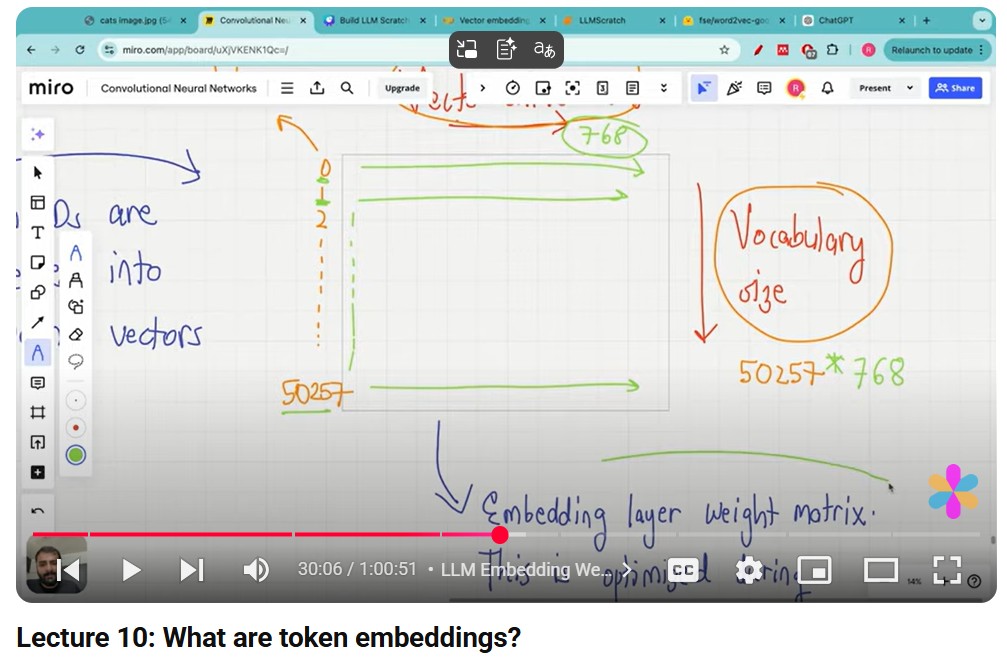 cats image.jpg (5
Convolutional Neu
Build LLM Scratch
Vector embedding,
LLMScratch
fse/word2vec-goo
ChatGPT
miro.com/app/board/uXjVKENK1Qc=/
Relaunch to update
miro
Convolutional Neural Networks
Upgrade
Present
Share
768
0
1
2
Ds are
into
vectors
50257
Vocabulary
size
50257*768
Embedding layer weight matrix.
This is optimized during
30:06 / 1:00:51 • LLM Embedding We...
CC
14%
Lecture 10: What are token embeddings?